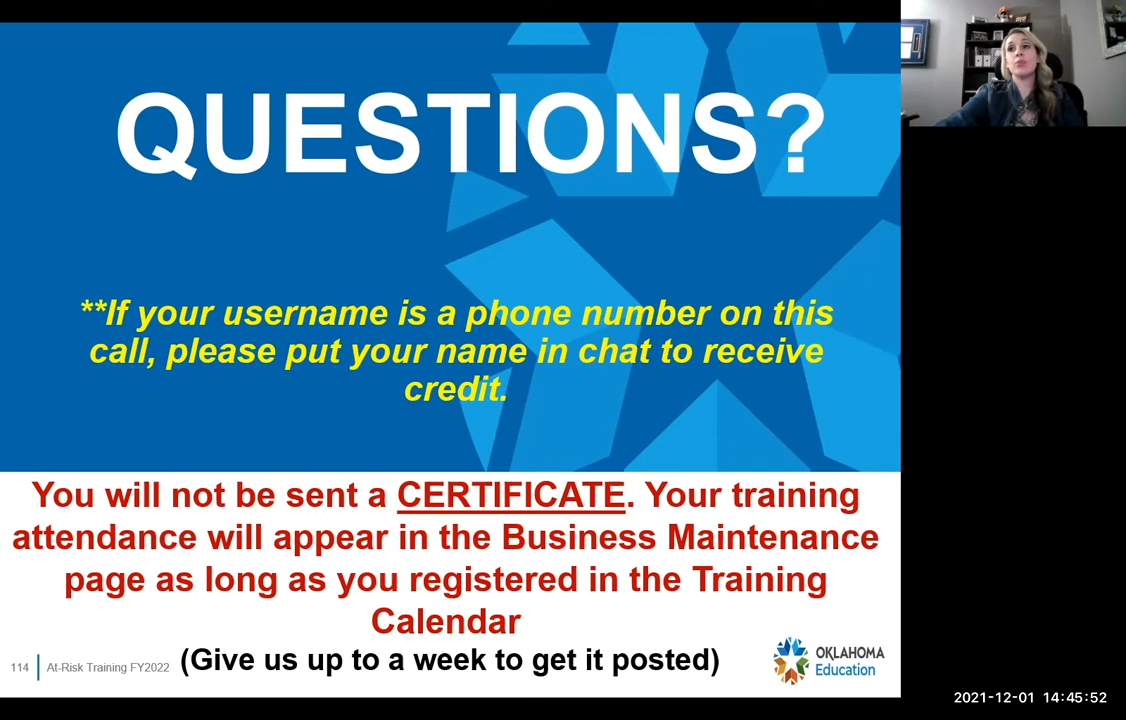 QUESTIONS?
**If your username is a phone number on this
call, please put your name in chat to receive
credit.
You will not be sent a CERTIFICATE. Your training
attendance will appear in the Business Maintenance
page as long as you registered in the Training
Calendar
(Give us up to a week to get it posted)
114
At-Risk Training FY2022
OKLAHOMA
Education
2021-12-01 14:45:52